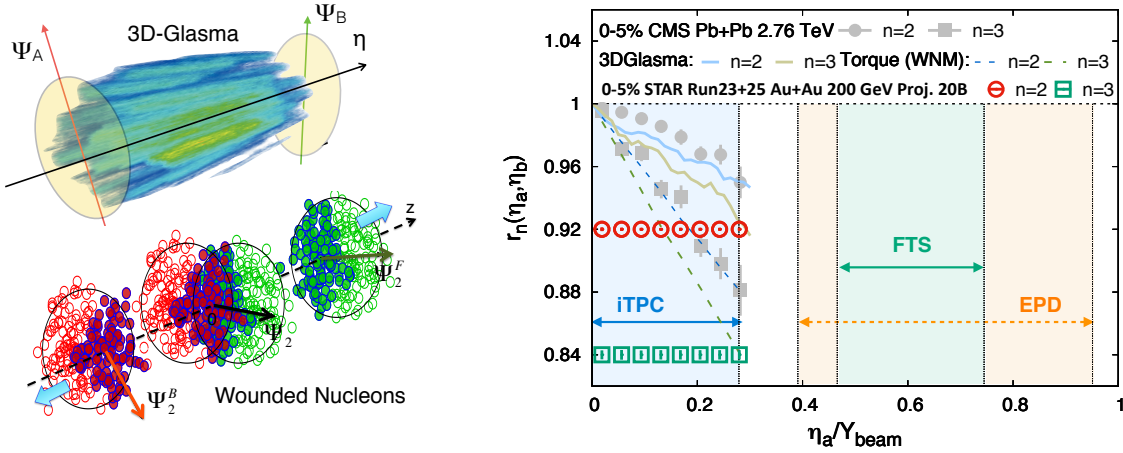 Ψ_A
3D-Glasma
Ψ_B
η
z
Ψ_2^F
Ψ_2
Ψ_2^B
Wounded Nucleons
0-5% CMS Pb+Pb 2.76 TeV n=2 n=3
3DGlasma: n=2 n=3 Torque (WNM): n=2 n=3
0-5% STAR Run23+25 Au+Au 200 GeV Proj. 20B n=2 n=3
r_n(η_a,η_b)
1.04
1
0.96
0.92
0.88
0.84
FTS
iTPC
EPD
0 0.2 0.4 0.6 0.8 1
η_a/Y_beam